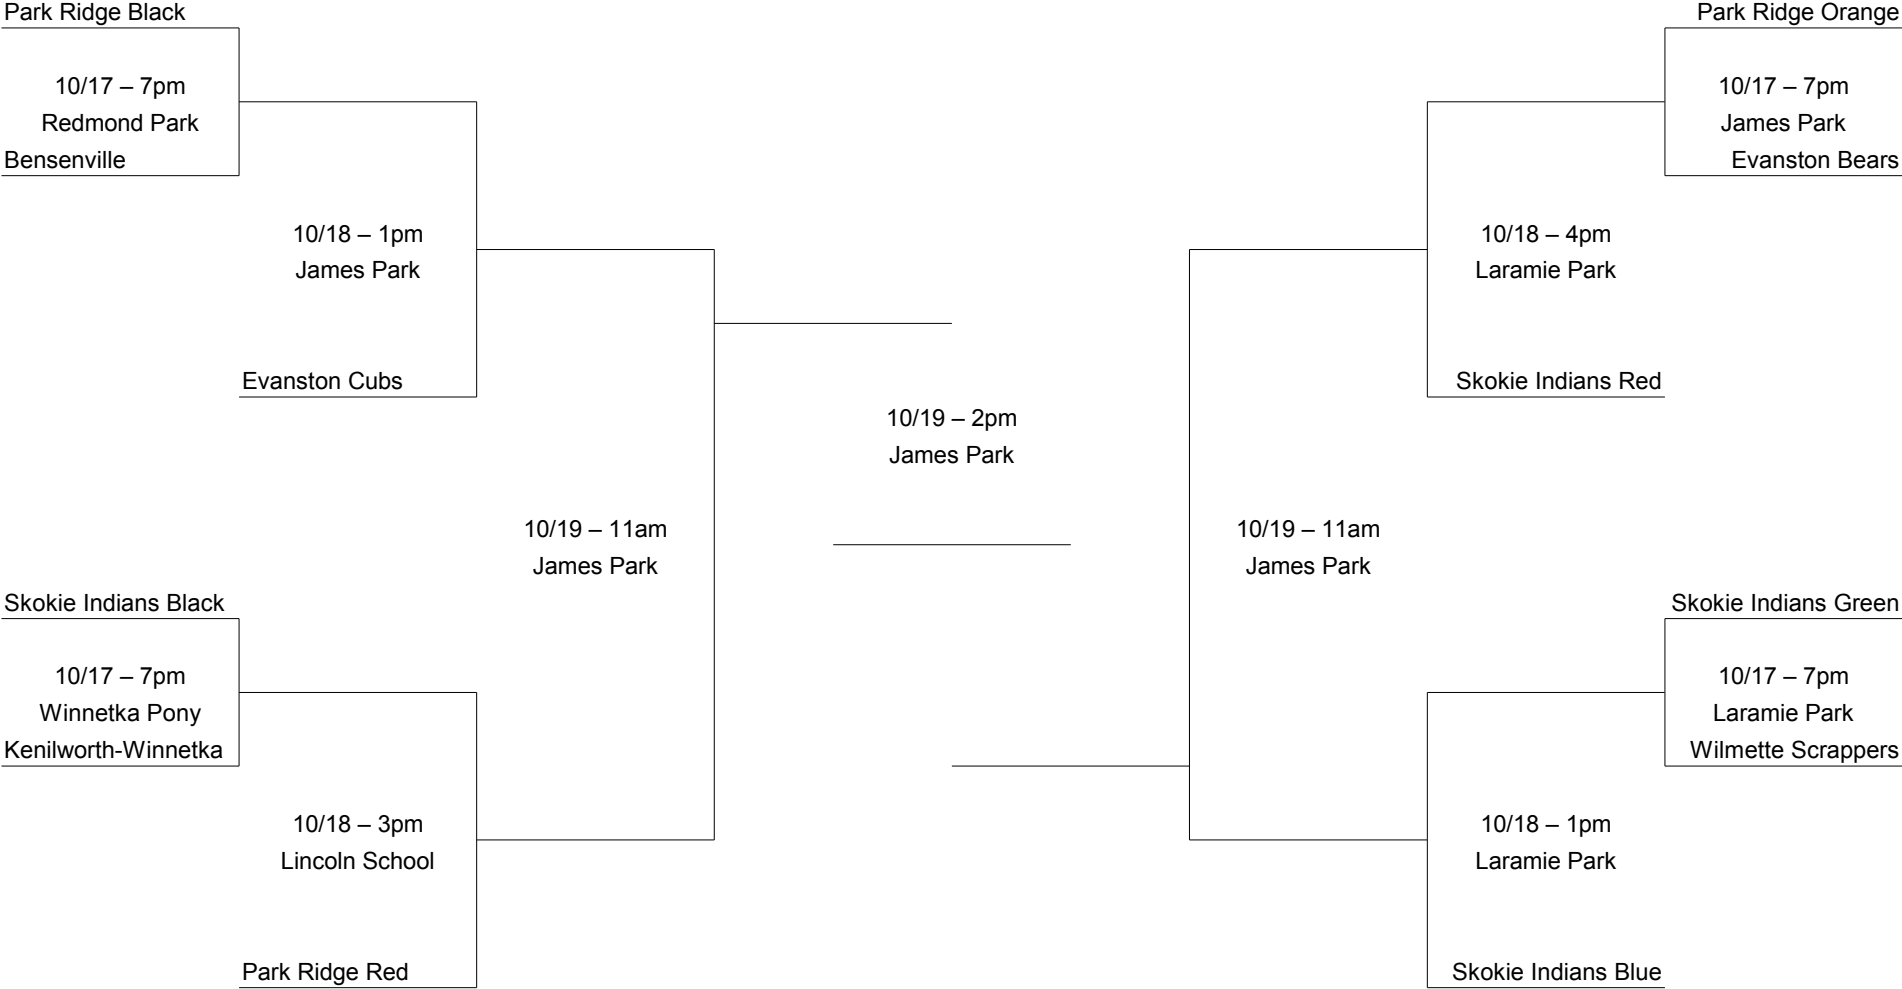 Park Ridge Black
10/17 – 7pm
Redmond Park
Bensenville
10/18 – 1pm
James Park
Evanston Cubs
10/19 – 11am
James Park
Skokie Indians Black
10/17 – 7pm
Winnetka Pony
Kenilworth-Winnetka
10/18 – 3pm
Lincoln School
Park Ridge Red
10/19 – 2pm
James Park
Park Ridge Orange
10/17 – 7pm
James Park
Evanston Bears
10/18 – 4pm
Laramie Park
Skokie Indians Red
10/19 – 11am
James Park
Skokie Indians Green
10/17 – 7pm
Laramie Park
Wilmette Scrappers
10/18 – 1pm
Laramie Park
Skokie Indians Blue